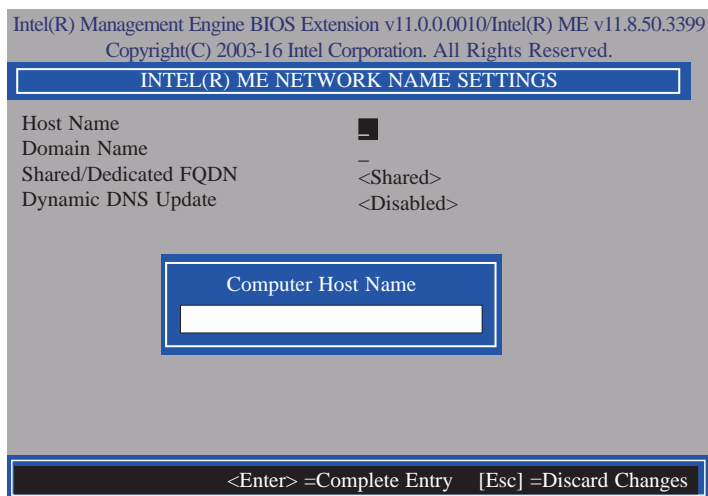 Intel(R) Management Engine BIOS Extension v11.0.0.0010/Intel(R) ME v11.8.50.3399
Copyright(C) 2003-16 Intel Corporation. All Rights Reserved.
INTEL(R) ME NETWORK NAME SETTINGS
Host Name _
Domain Name _
Shared/Dedicated FQDN <Shared>
Dynamic DNS Update <Disabled>
Computer Host Name
<Enter> =Complete Entry [Esc] =Discard Changes